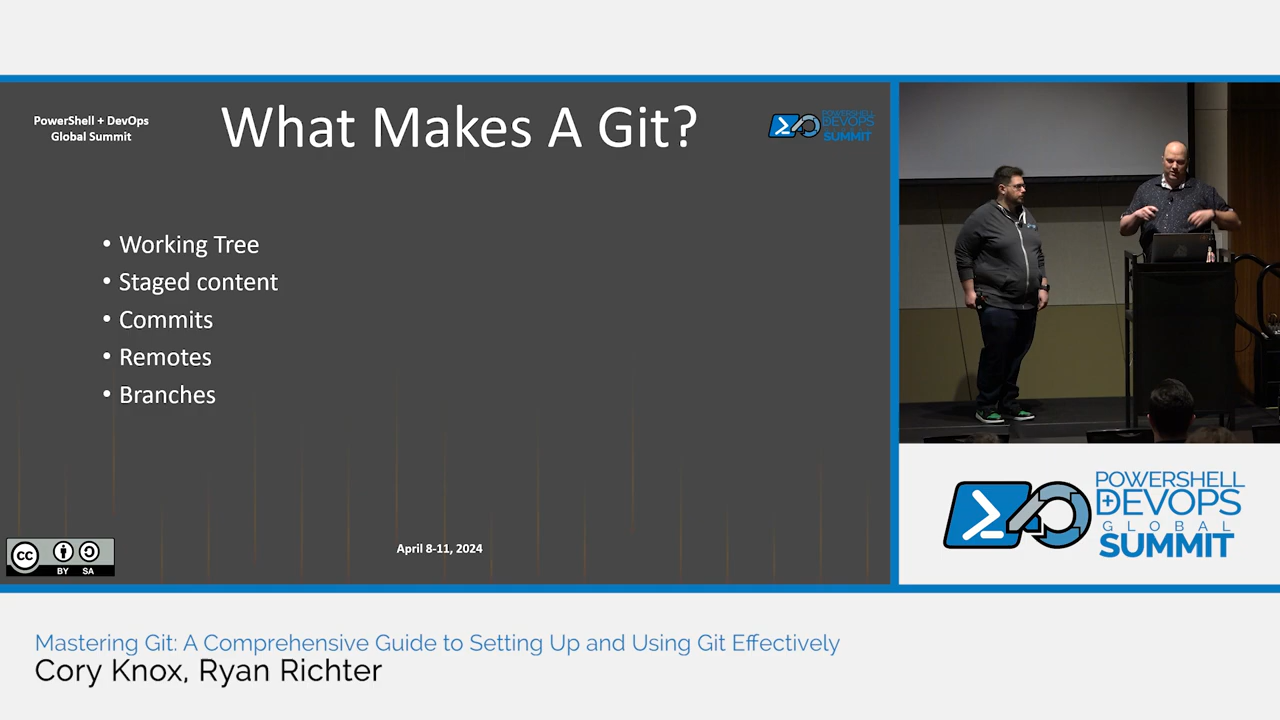 PowerShell + DevOps
Global Summit
What Makes A Git?
POWERSHELL
+DEVOPS
SUMMIT
• Working Tree
• Staged content
• Commits
• Remotes
• Branches
April 8-11, 2024
cc
BY SA
POWERSHELL
+DEVOPS
GLOBAL
SUMMIT
Mastering Git: A Comprehensive Guide to Setting Up and Using Git Effectively
Cory Knox, Ryan Richter